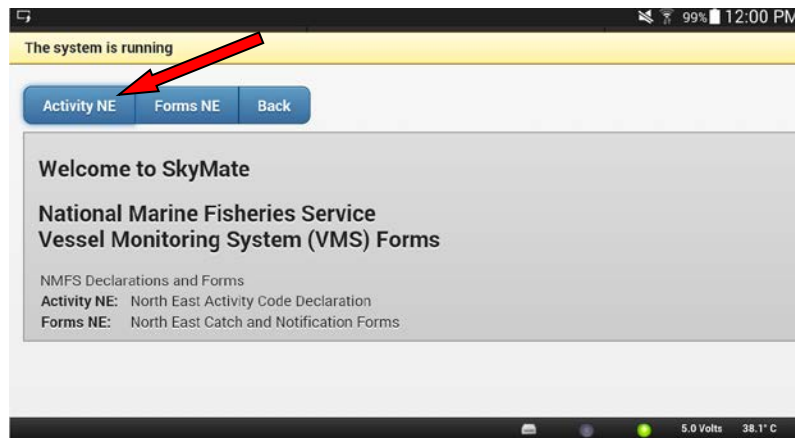 99% 12:00 PM
The system is running
Activity NE Forms NE Back
Welcome to SkyMate
National Marine Fisheries Service
Vessel Monitoring System (VMS) Forms
NMFS Declarations and Forms
Activity NE: North East Activity Code Declaration
Forms NE: North East Catch and Notification Forms
5.0 Volts 38.1° C